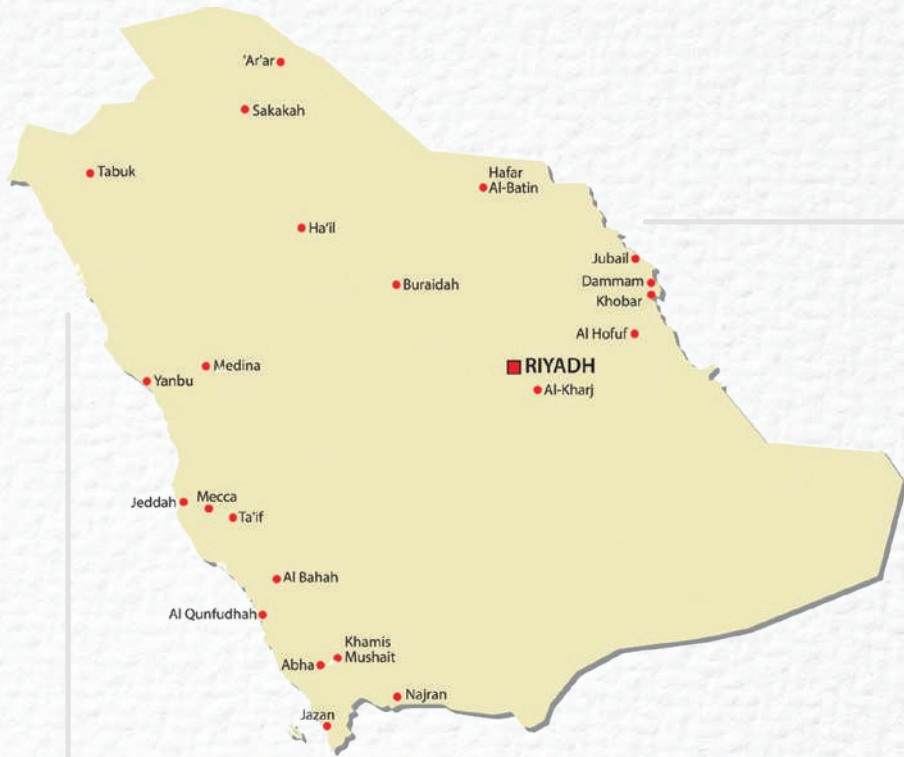 'Ar'ar
Sakakah
Tabuk
Hafar
Al-Batin
Ha'il
Jubail
Buraidah
Dammam
Khobar
Al Hofuf
Medina
RIYADH
Yanbu
Al-Kharj
Mecca
Jeddah
Ta'if
Al Bahah
Al Qunfudhah
Khamis
Mushait
Abha
Najran
Jazan